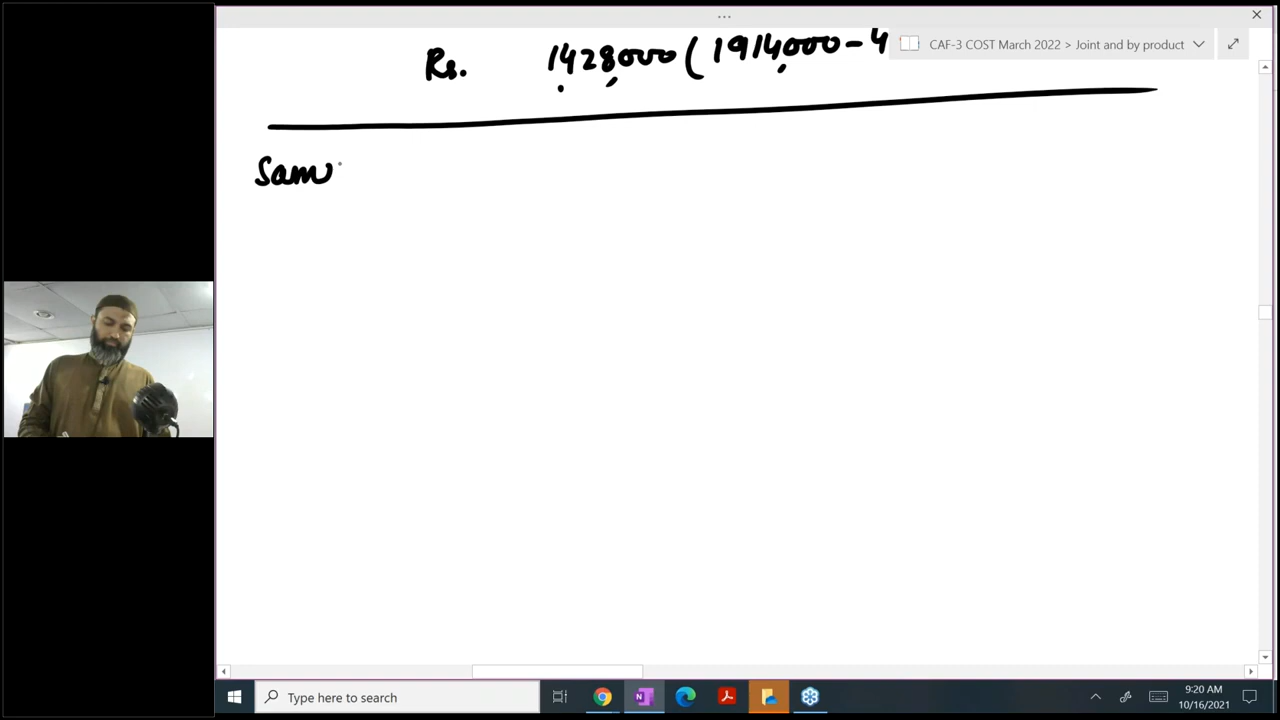 Rs. 1428000 ( 1914000 - 4
CAF-3 COST March 2022 > Joint and by product
Sam
Type here to search
9:20 AM
10/16/2021